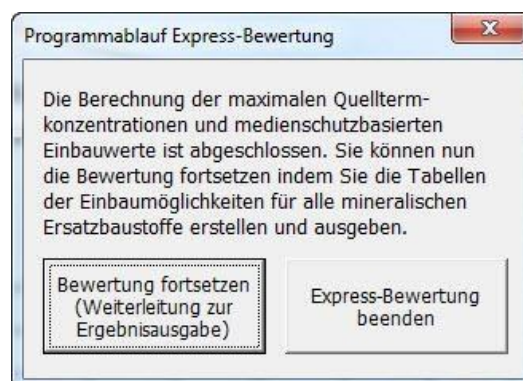 Programmablauf Express-Bewertung
Die Berechnung der maximalen Quellterm-
konzentrationen und medienschutzbasierten
Einbauwerte ist abgeschlossen. Sie können nun
die Bewertung fortsetzen indem Sie die Tabellen
der Einbaumöglichkeiten für alle mineralischen
Ersatzbaustoffe erstellen und ausgeben.
Bewertung fortsetzen
(Weiterleitung zur
Ergebnisausgabe)
Express-Bewertung
beenden